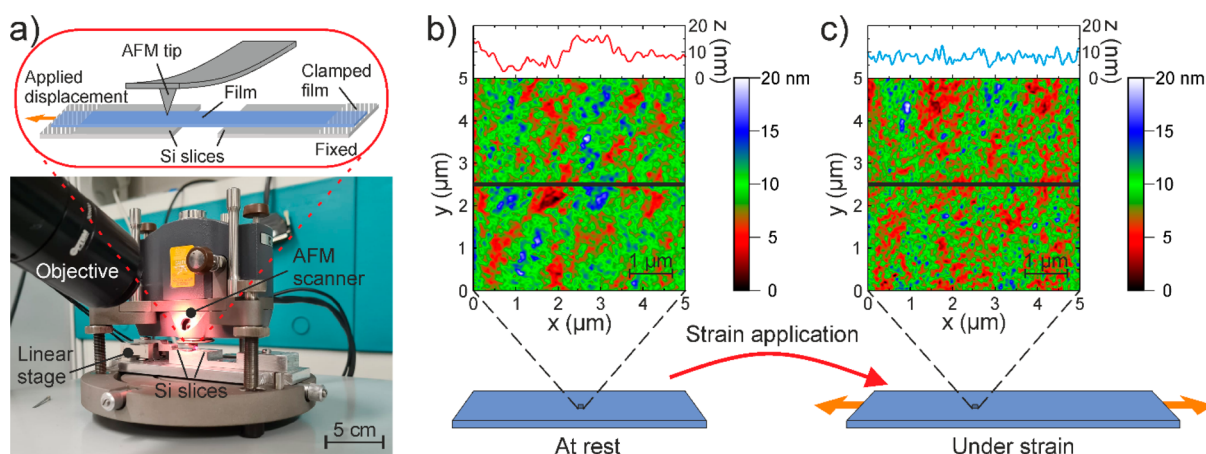 a)
AFM tip
Applied
displacement
Film
Clamped
film
Si slices
Fixed
Objective
AFM
scanner
Linear
stage
Si slices
5 cm
b)
20
10
0
z (nm)
5
4
3
2
1
0
y (µm)
1 µm
0 1 2 3 4 5
x (µm)
20 nm
15
10
5
0
At rest
Strain application
c)
20
10
0
z (nm)
5
4
3
2
1
0
y (µm)
1 µm
0 1 2 3 4 5
x (µm)
20 nm
15
10
5
0
Under strain